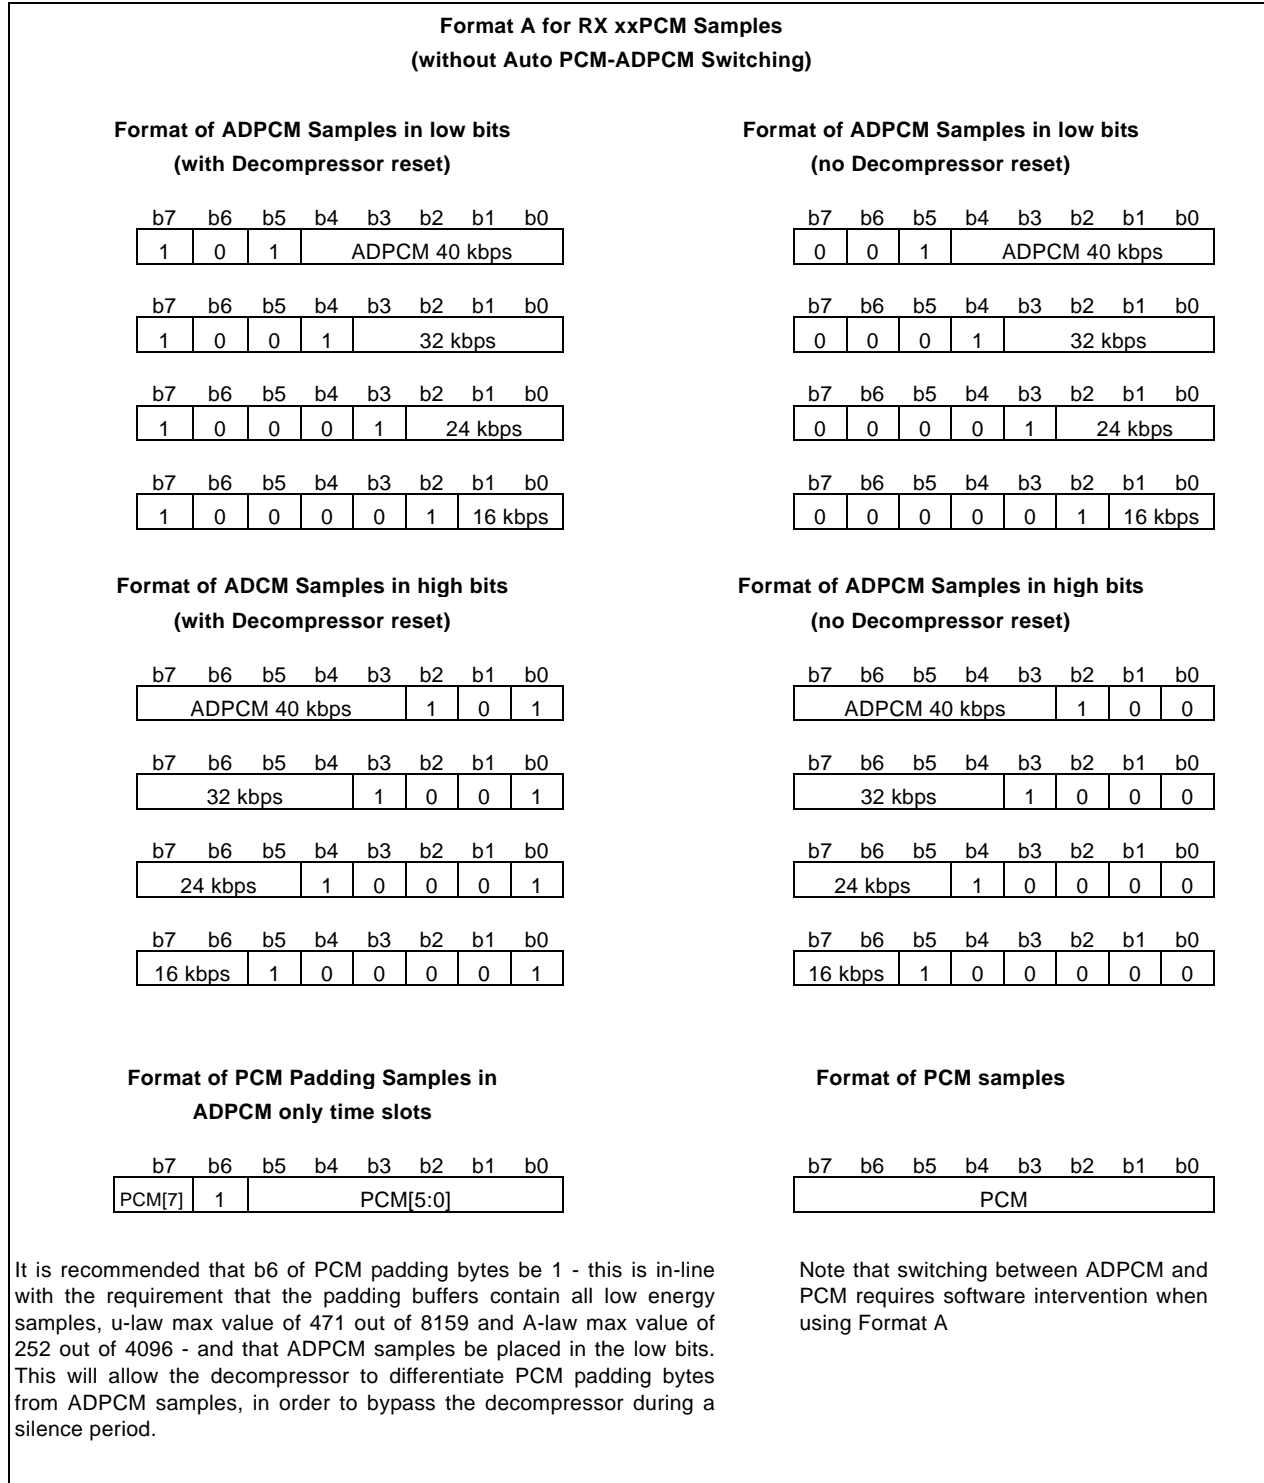 Format A for RX xxPCM Samples
(without Auto PCM-ADPCM Switching)
Format of ADPCM Samples in low bits
(with Decompressor reset)
b7 b6 b5 b4 b3 b2 b1 b0
1 0 1 ADPCM 40 kbps
b7 b6 b5 b4 b3 b2 b1 b0
1 0 0 1 32 kbps
b7 b6 b5 b4 b3 b2 b1 b0
1 0 0 0 1 24 kbps
b7 b6 b5 b4 b3 b2 b1 b0
1 0 0 0 0 1 16 kbps
Format of ADPCM Samples in low bits
(no Decompressor reset)
b7 b6 b5 b4 b3 b2 b1 b0
0 0 1 ADPCM 40 kbps
b7 b6 b5 b4 b3 b2 b1 b0
0 0 0 1 32 kbps
b7 b6 b5 b4 b3 b2 b1 b0
0 0 0 0 1 24 kbps
b7 b6 b5 b4 b3 b2 b1 b0
0 0 0 0 0 1 16 kbps
Format of ADCM Samples in high bits
(with Decompressor reset)
b7 b6 b5 b4 b3 b2 b1 b0
ADPCM 40 kbps 1 0 1
b7 b6 b5 b4 b3 b2 b1 b0
32 kbps 1 0 0 1
b7 b6 b5 b4 b3 b2 b1 b0
24 kbps 1 0 0 0 1
b7 b6 b5 b4 b3 b2 b1 b0
16 kbps 1 0 0 0 0 1
Format of ADPCM Samples in high bits
(no Decompressor reset)
b7 b6 b5 b4 b3 b2 b1 b0
ADPCM 40 kbps 1 0 0
b7 b6 b5 b4 b3 b2 b1 b0
32 kbps 1 0 0 0
b7 b6 b5 b4 b3 b2 b1 b0
24 kbps 1 0 0 0 0
b7 b6 b5 b4 b3 b2 b1 b0
16 kbps 1 0 0 0 0 0
Format of PCM Padding Samples in
ADPCM only time slots
b7 b6 b5 b4 b3 b2 b1 b0
PCM[7] 1 PCM[5:0]
It is recommended that b6 of PCM padding bytes be 1 - this is in-line
with the requirement that the padding buffers contain all low energy
samples, u-law max value of 471 out of 8159 and A-law max value of
252 out of 4096 - and that ADPCM samples be placed in the low bits.
This will allow the decompressor to differentiate PCM padding bytes
from ADPCM samples, in order to bypass the decompressor during a
silence period.
Format of PCM samples
b7 b6 b5 b4 b3 b2 b1 b0
PCM
Note that switching between ADPCM and
PCM requires software intervention when
using Format A